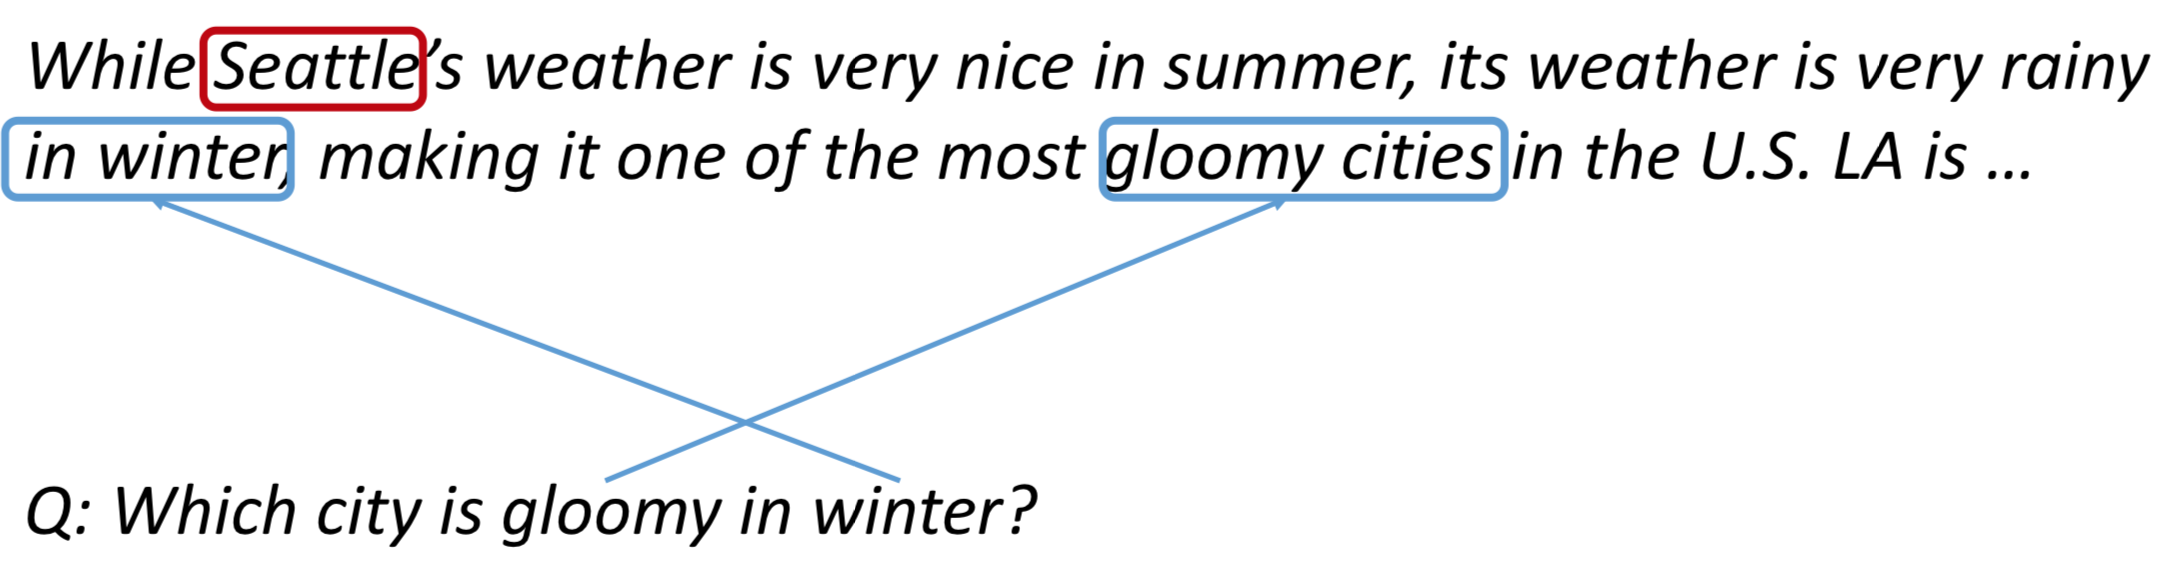 While Seattle’s weather is very nice in summer, its weather is very rainy
in winter, making it one of the most gloomy cities in the U.S. LA is ...
Q: Which city is gloomy in winter?